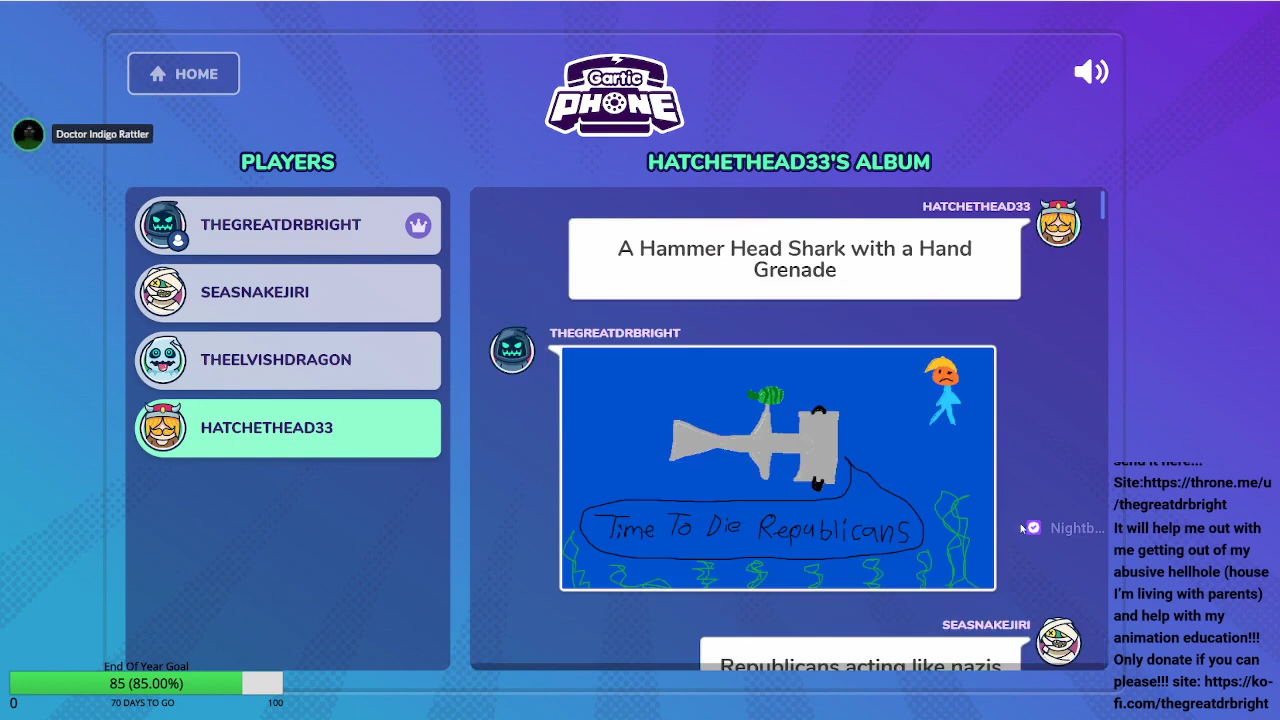 HOME
Gartic
PHONE
Doctor Indigo Rattler
PLAYERS
THEGREATDRBRIGHT
SEASNAKEJIRI
THEELVISHDRAGON
HATCHETHEAD33
HATCHETHEAD33'S ALBUM
HATCHETHEAD33
A Hammer Head Shark with a Hand
Grenade
THEGREATDRBRIGHT
Time To Die Republicans
SEASNAKEJIRI
Republicans acting like nazis
Nightb...
send it here...
Site:https://throne.me/u
/thegreatdrbright
It will help me out with
me getting out of my
abusive hellhole (house
I'm living with parents)
and help with my
animation education!!!
Only donate if you can
please!!! site: https://ko-
fi.com/thegreatdrbright
End Of Year Goal
85 (85.00%)
0
70 DAYS TO GO
100